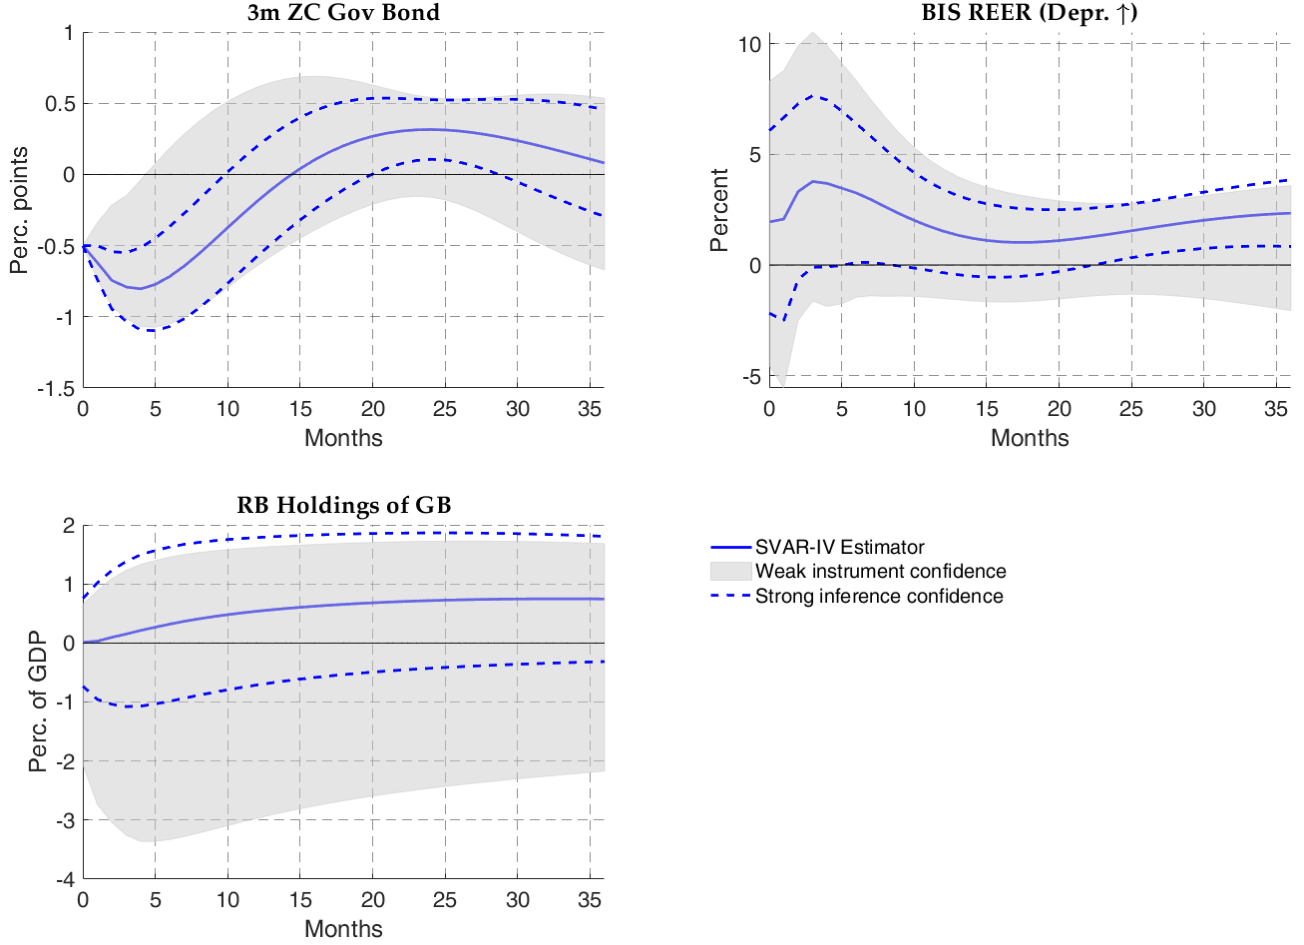 3m ZC Gov Bond
1
0.5
0
-0.5
-1
-1.5
Perc. points
0 5 10 15 20 25 30 35
Months
BIS REER (Depr. ↑)
10
5
0
-5
Percent
0 5 10 15 20 25 30 35
Months
RB Holdings of GB
2
1
0
-1
-2
-3
-4
Perc. of GDP
0 5 10 15 20 25 30 35
Months
SVAR-IV Estimator
Weak instrument confidence
Strong inference confidence